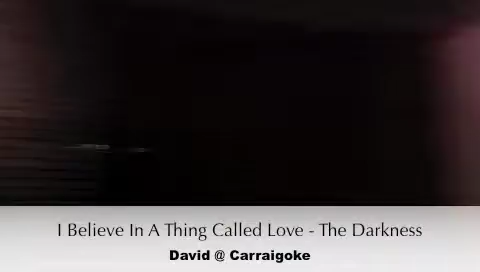 I Believe In A Thing Called Love - The Darkness
David @ Carraigoke